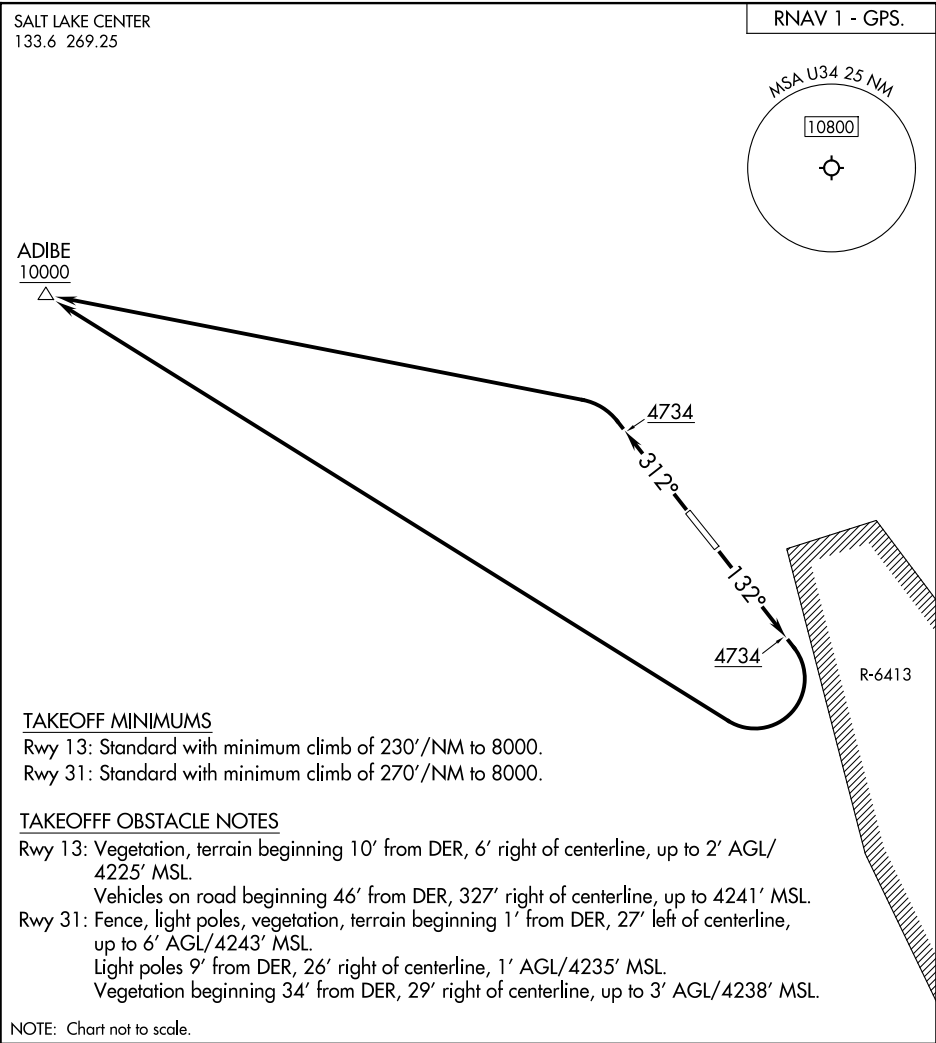 SALT LAKE CENTER
133.6 269.25
RNAV 1 - GPS.
MSA U34 25 NM
10800
ADIBE
10000
4734
312°
132°
4734
R-6413
TAKEOFF MINIMUMS
Rwy 13: Standard with minimum climb of 230'/NM to 8000.
Rwy 31: Standard with minimum climb of 270'/NM to 8000.
TAKEOFFF OBSTACLE NOTES
Rwy 13: Vegetation, terrain beginning 10' from DER, 6' right of centerline, up to 2' AGL/
4225' MSL.
Vehicles on road beginning 46' from DER, 327' right of centerline, up to 4241' MSL.
Rwy 31: Fence, light poles, vegetation, terrain beginning 1' from DER, 27' left of centerline,
up to 6' AGL/4243' MSL.
Light poles 9' from DER, 26' right of centerline, 1' AGL/4235' MSL.
Vegetation beginning 34' from DER, 29' right of centerline, up to 3' AGL/4238' MSL.
NOTE: Chart not to scale.